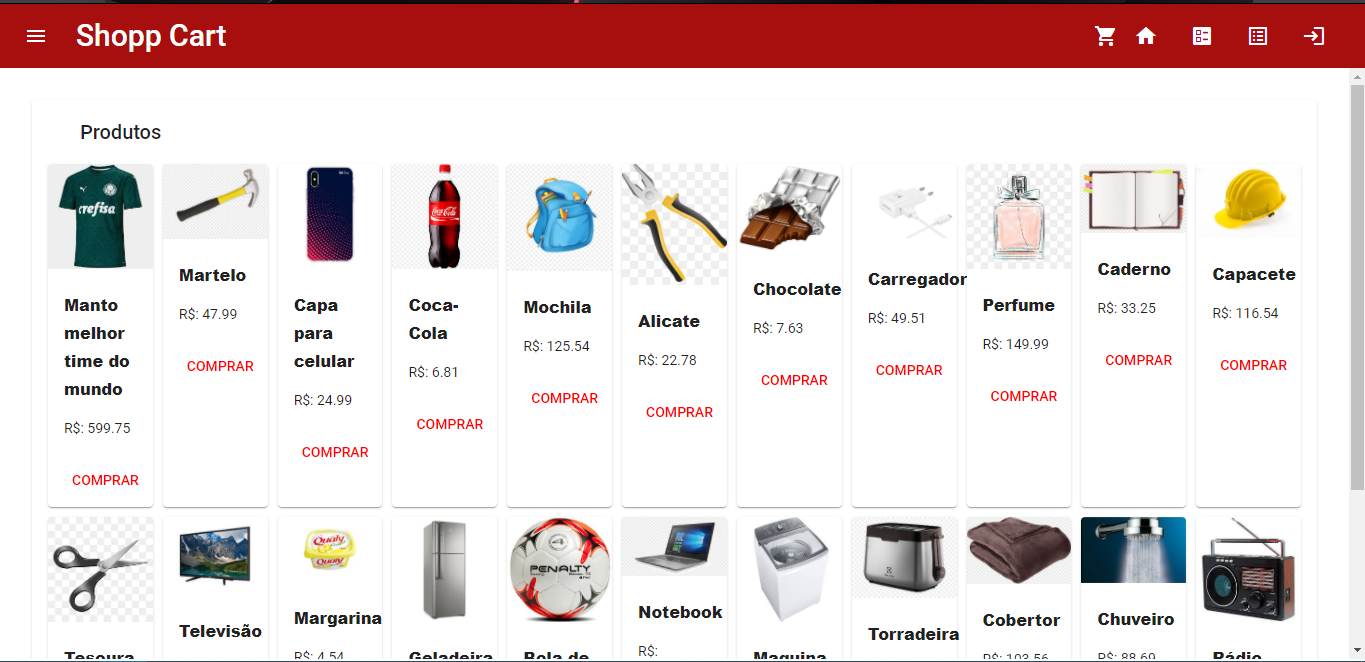 Shopp Cart
Produtos
crefisa
Manto
melhor
time do
mundo
R$: 599.75
COMPRAR
Martelo
R$: 47.99
COMPRAR
Capa
para
celular
R$: 24.99
COMPRAR
Coca-Cola
Coca-
Cola
R$: 6.81
COMPRAR
Mochila
R$: 125.54
COMPRAR
Alicate
R$: 22.78
COMPRAR
Chocolate
R$: 7.63
COMPRAR
Carregador
R$: 49.51
COMPRAR
Perfume
R$: 149.99
COMPRAR
Caderno
R$: 33.25
COMPRAR
Capacete
R$: 116.54
COMPRAR
Tesoura
Televisão
Qualy
Qualy
Margarina
R$: 4.54
Geladeira
PENALTY
Bola de
Notebook
R$:
Maquina
Torradeira
Cobertor
R$: 103.56
Chuveiro
R$: 88.69
Rádio